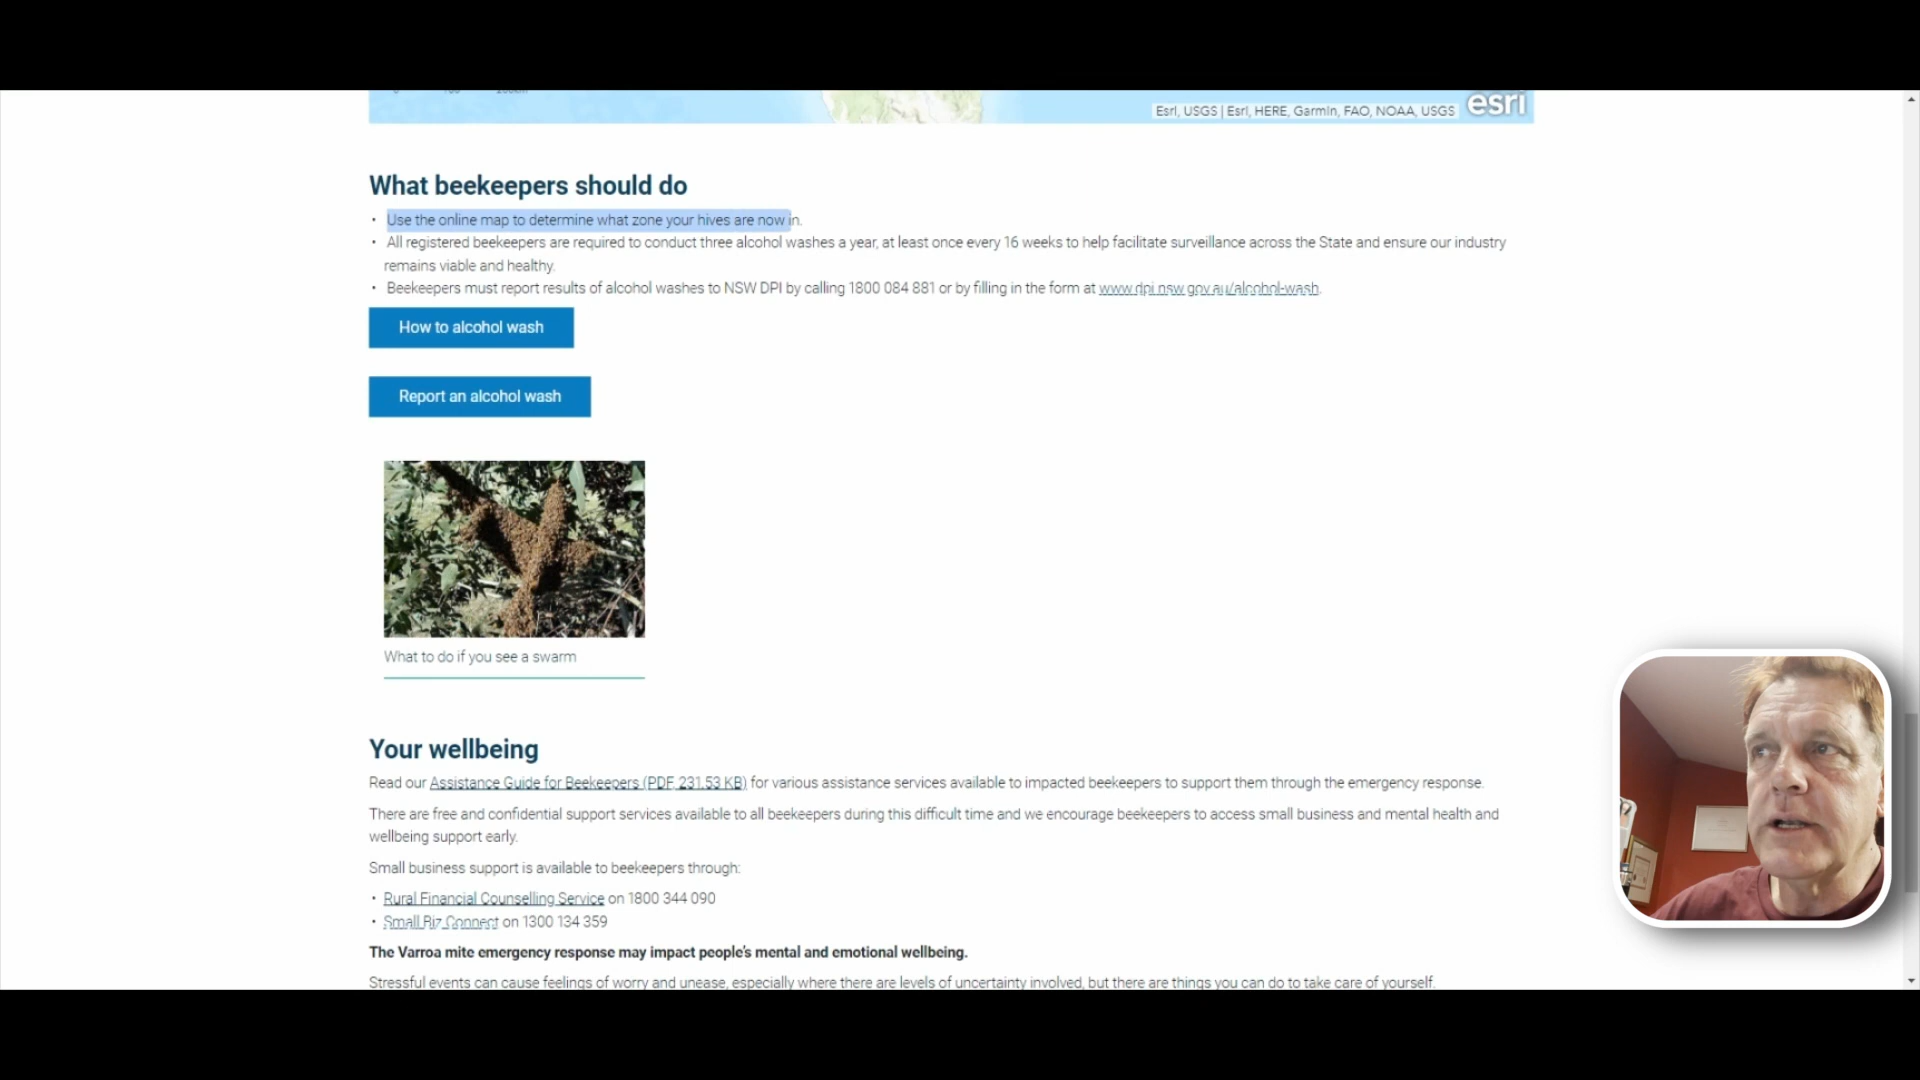 Esri, USGS | Esri, HERE, Garmin, FAO, NOAA, USGS esri
What beekeepers should do
• Use the online map to determine what zone your hives are now in.
• All registered beekeepers are required to conduct three alcohol washes a year, at least once every 16 weeks to help facilitate surveillance across the State and ensure our industry
remains viable and healthy.
• Beekeepers must report results of alcohol washes to NSW DPI by calling 1800 084 881 or by filling in the form at www.dpi.nsw.gov.au/alcohol-wash.
How to alcohol wash
Report an alcohol wash
What to do if you see a swarm
Your wellbeing
Read our Assistance Guide for Beekeepers (PDF, 231.53 KB) for various assistance services available to impacted beekeepers to support them through the emergency response.
There are free and confidential support services available to all beekeepers during this difficult time and we encourage beekeepers to access small business and mental health and
wellbeing support early.
Small business support is available to beekeepers through:
• Rural Financial Counselling Service on 1800 344 090
• Small Biz Connect on 1300 134 359
The Varroa mite emergency response may impact people's mental and emotional wellbeing.
Stressful events can cause feelings of worry and unease, especially where there are levels of uncertainty involved, but there are things you can do to take care of yourself.